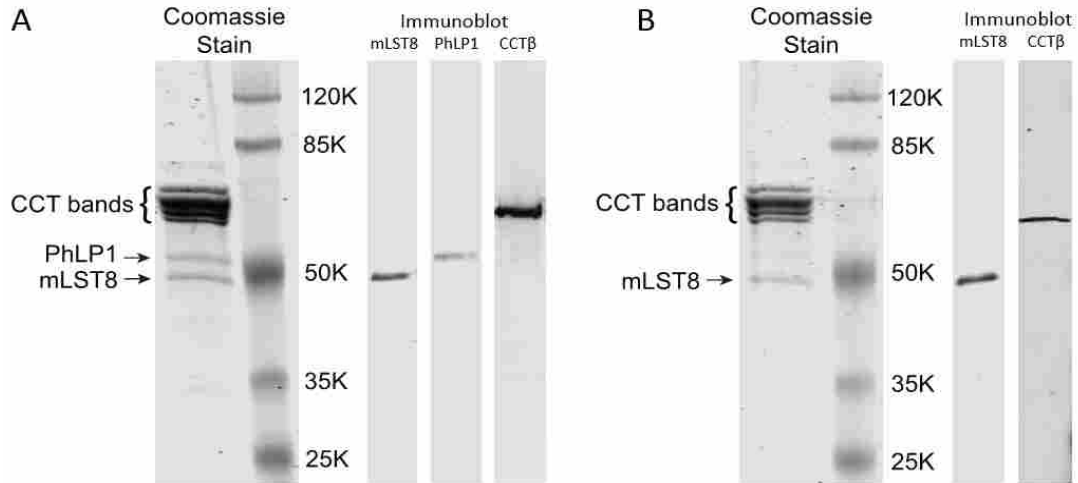 A
Coomassie
Stain
Immunoblot
mLST8 PhLP1 CCTβ
120K
85K
CCT bands
PhLP1
mLST8
50K
35K
25K
B
Coomassie
Stain
Immunoblot
mLST8 CCTβ
120K
85K
CCT bands
mLST8
50K
35K
25K